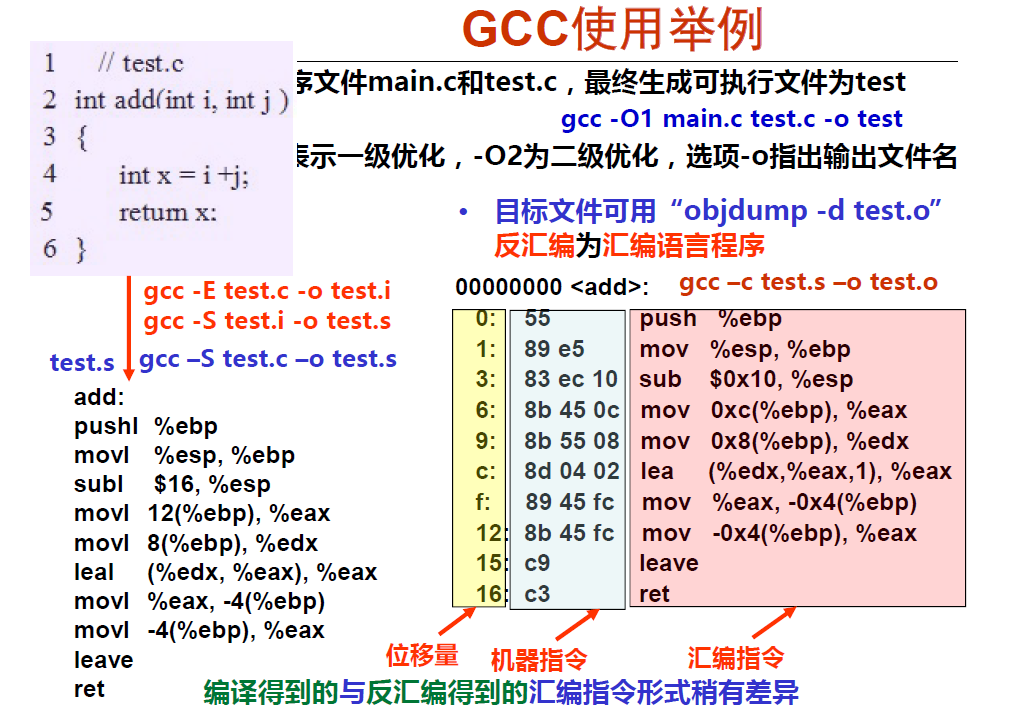 GCC使用举例
1 // test.c
2 int add(int i, int j )
3 {
4 int x = i +j;
5 return x:
6 }
序文件main.c和test.c，最终生成可执行文件为test
gcc -O1 main.c test.c -o test
表示一级优化，-O2为二级优化，选项-o指出输出文件名
• 目标文件可用“objdump -d test.o”
反汇编为汇编语言程序
gcc -E test.c -o test.i
gcc -S test.i -o test.s
test.s gcc –S test.c –o test.s
add:
pushl %ebp
movl %esp, %ebp
subl $16, %esp
movl 12(%ebp), %eax
movl 8(%ebp), %edx
leal (%edx, %eax), %eax
movl %eax, -4(%ebp)
movl -4(%ebp), %eax
leave
ret
00000000 <add>: gcc –c test.s –o test.o
0: 55 push %ebp
1: 89 e5 mov %esp, %ebp
3: 83 ec 10 sub $0x10, %esp
6: 8b 45 0c mov 0xc(%ebp), %eax
9: 8b 55 08 mov 0x8(%ebp), %edx
c: 8d 04 02 lea (%edx,%eax,1), %eax
f: 89 45 fc mov %eax, -0x4(%ebp)
12: 8b 45 fc mov -0x4(%ebp), %eax
15: c9 leave
16: c3 ret
位移量 机器指令 汇编指令
编译得到的与反汇编得到的汇编指令形式稍有差异